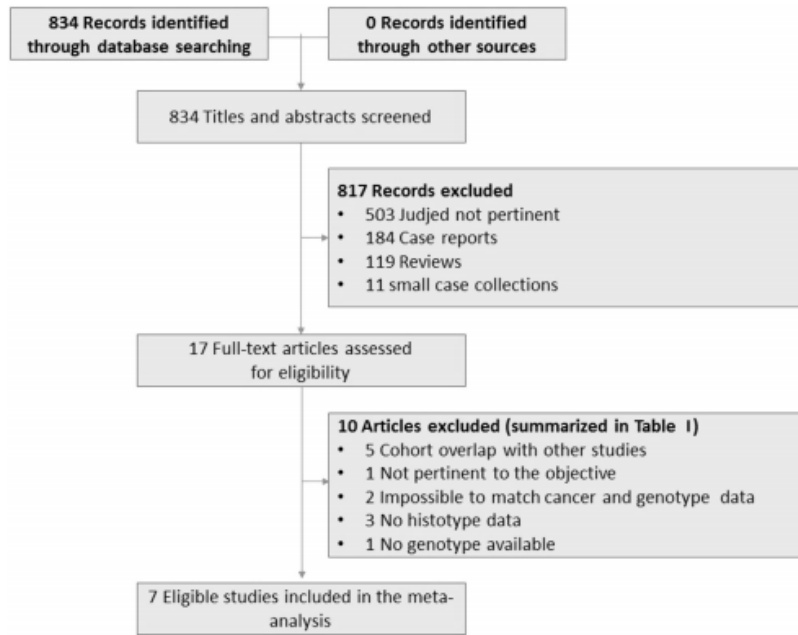 834 Records identified
through database searching
0 Records identified
through other sources
834 Titles and abstracts screened
817 Records excluded
• 503 Judjed not pertinent
• 184 Case reports
• 119 Reviews
• 11 small case collections
17 Full-text articles assessed
for eligibility
10 Articles excluded (summarized in Table I)
• 5 Cohort overlap with other studies
• 1 Not pertinent to the objective
• 2 Impossible to match cancer and genotype data
• 3 No histotype data
• 1 No genotype available
7 Eligible studies included in the meta-
analysis